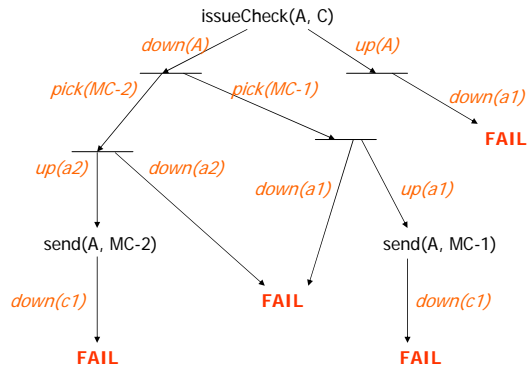 issueCheck(A, C)
down(A)
up(A)
pick(MC-2)
pick(MC-1)
down(a1)
FAIL
up(a2)
down(a2)
down(a1)
up(a1)
send(A, MC-2)
send(A, MC-1)
FAIL
down(c1)
down(c1)
FAIL
FAIL